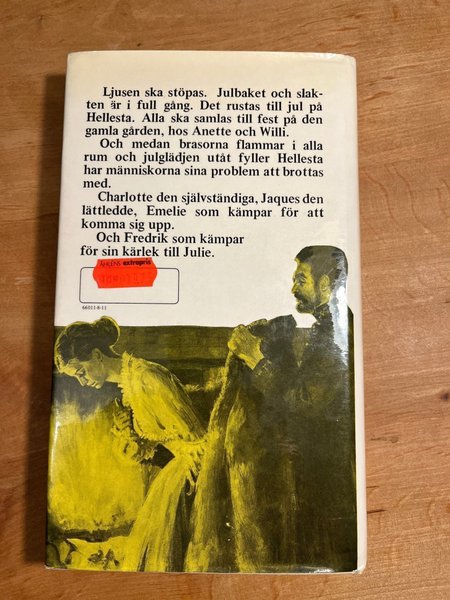 Ljusen ska stöpas. Julbaket och slak-
ten är i full gång. Det rustas till jul på
Hellesta. Alla ska samlas till fest på den
gamla gården, hos Anette och Willi.
Och medan brasorna flammar i alla
rum och julglädjen utåt fyller Hellesta
har människorna sina problem att brottas
med.
Charlotte den självständiga, Jaques den
lättledde, Emelie som kämpar för att
komma sig upp.
Och Fredrik som kämpar
för sin kärlek till Julie.
ÅHLÉNS extrapris
66011-8-11